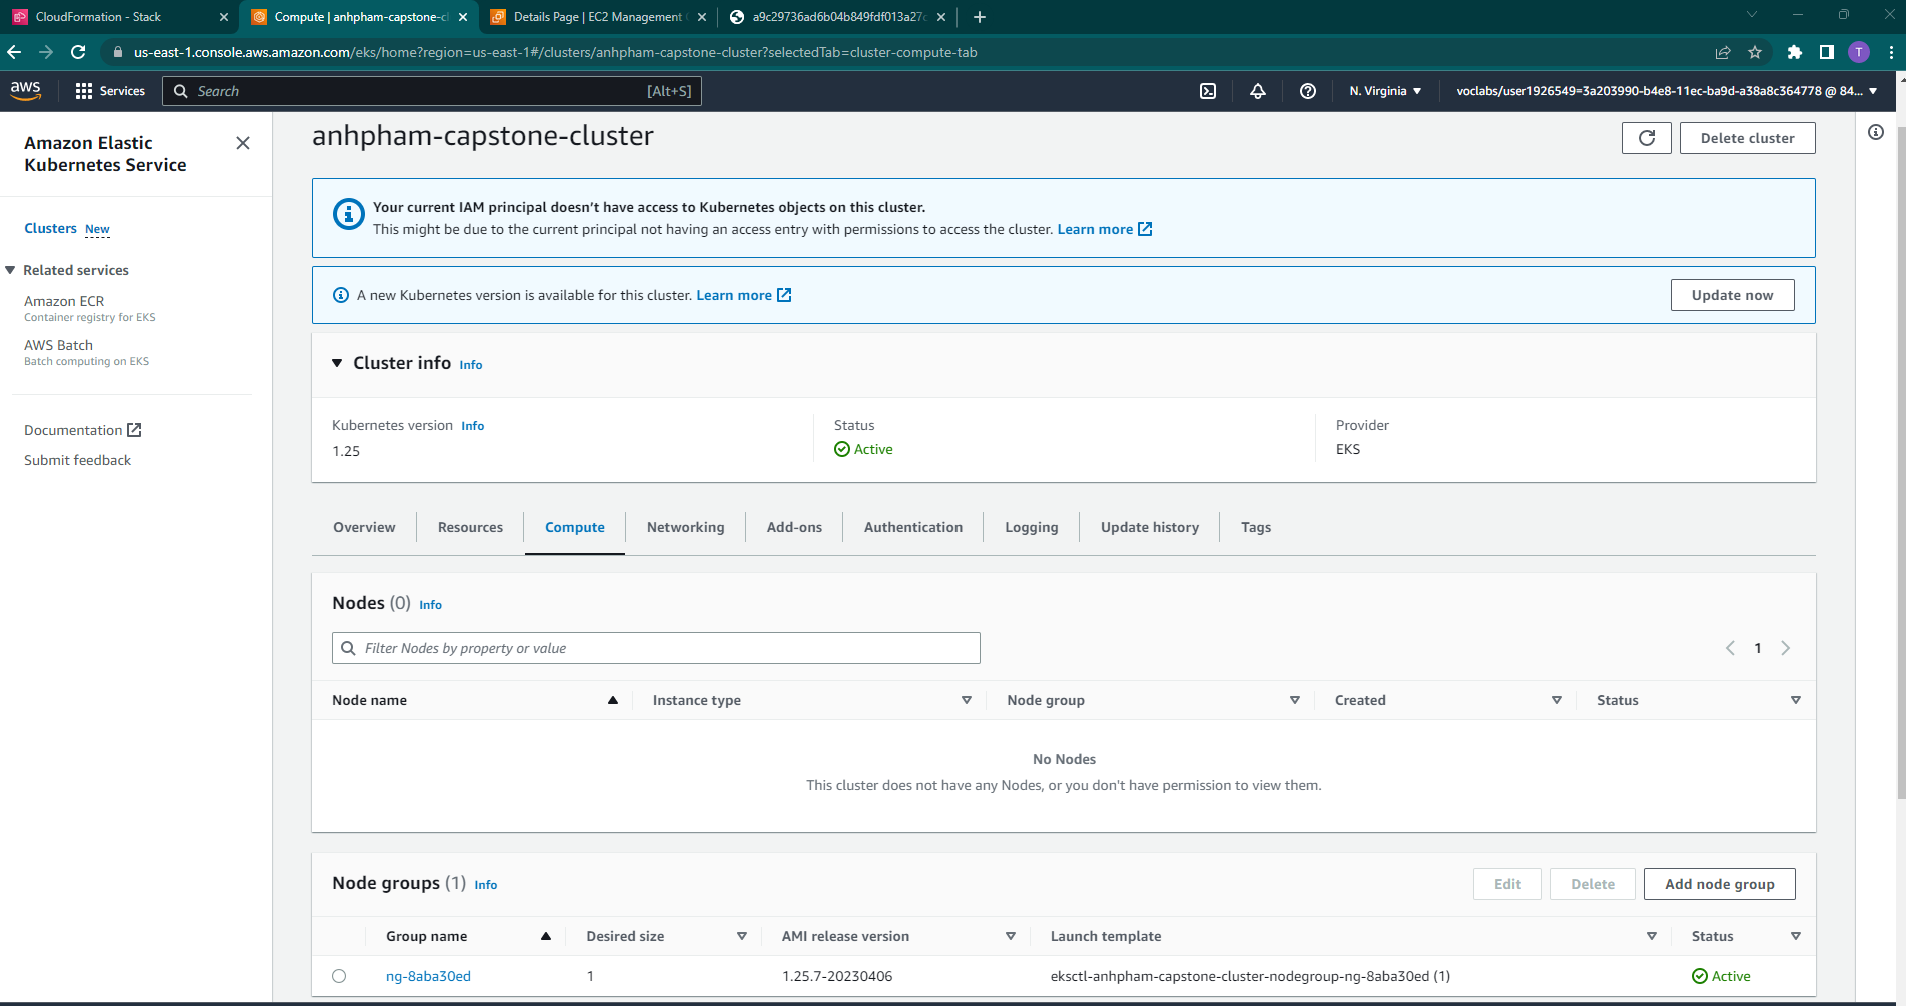 CloudFormation - Stack
Compute | anhpham-capstone-cl
Details Page | EC2 Management
a9c29736ad6b04b849fdf013a27
us-east-1.console.aws.amazon.com/eks/home?region=us-east-1#/clusters/anhpham-capstone-cluster?selectedTab=cluster-compute-tab
T
aws
Services
Search
[Alt+S]
N. Virginia
voclabs/user1926549=3a203990-b4e8-11ec-ba9d-a38a8c364778 @ 84...
Amazon Elastic
Kubernetes Service
Clusters New
Related services
Amazon ECR
Container registry for EKS
AWS Batch
Batch computing on EKS
Documentation
Submit feedback
anhpham-capstone-cluster
Delete cluster
Your current IAM principal doesn't have access to Kubernetes objects on this cluster.
This might be due to the current principal not having an access entry with permissions to access the cluster. Learn more
A new Kubernetes version is available for this cluster. Learn more
Update now
Cluster info Info
Kubernetes version Info
1.25
Status
Active
Provider
EKS
Overview
Resources
Compute
Networking
Add-ons
Authentication
Logging
Update history
Tags
Nodes (0) Info
Filter Nodes by property or value
1
Node name
Instance type
Node group
Created
Status
No Nodes
This cluster does not have any Nodes, or you don't have permission to view them.
Node groups (1) Info
Edit
Delete
Add node group
Group name
Desired size
AMI release version
Launch template
Status
ng-8aba30ed
1
1.25.7-20230406
eksctl-anhpham-capstone-cluster-nodegroup-ng-8aba30ed (1)
Active